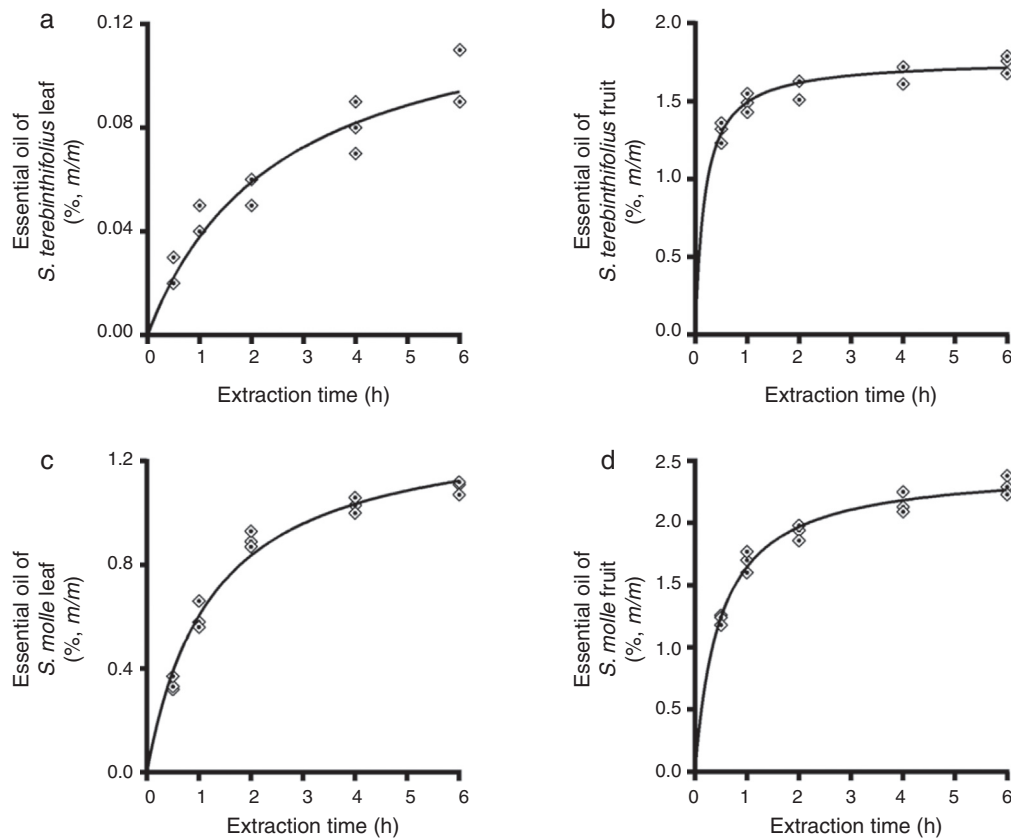 a
0.12
0.08
0.04
0.00
Essential oil of
S. terebinthifolius leaf
(%, m/m)
0 1 2 3 4 5 6
Extraction time (h)
b
2.0
1.5
1.0
0.5
0.0
Essential oil of
S. terebinthifolius fruit
(%, m/m)
0 1 2 3 4 5 6
Extraction time (h)
c
1.2
0.8
0.4
0.0
Essential oil of
S. molle leaf
(%, m/m)
0 1 2 3 4 5 6
Extraction time (h)
d
2.5
2.0
1.5
1.0
0.5
0.0
Essential oil of
S. molle fruit
(%, m/m)
0 1 2 3 4 5 6
Extraction time (h)